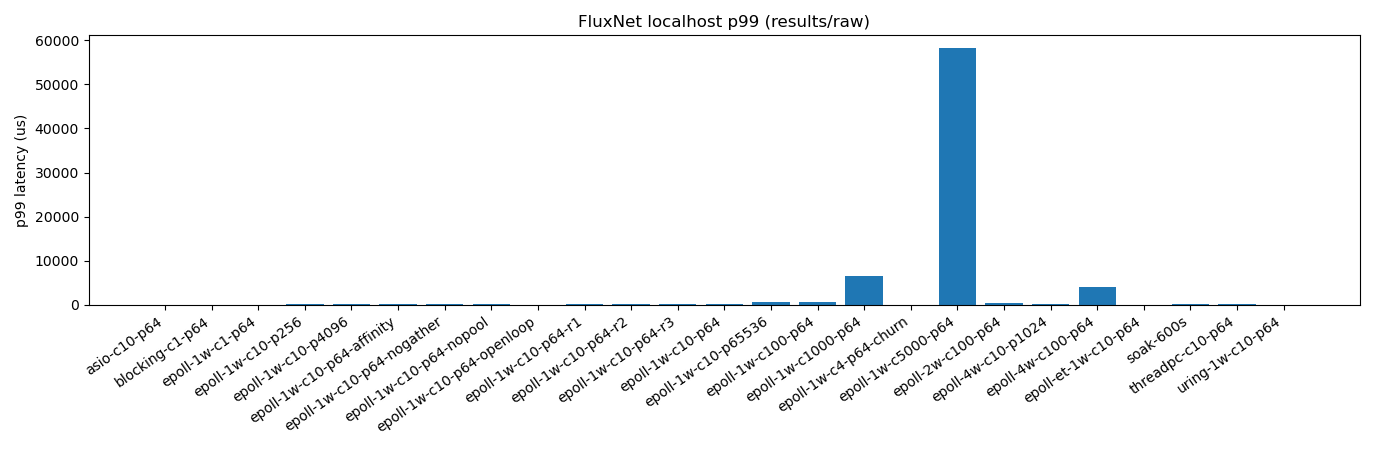 FluxNet localhost p99 (results/raw)
60000
50000
40000
30000
20000
10000
0
p99 latency (us)
asio-c10-p64
blocking-c1-p64
epoll-1w-c1-p64
epoll-1w-c10-p256
epoll-1w-c10-p4096
epoll-1w-c10-p64-affinity
epoll-1w-c10-p64-nogather
epoll-1w-c10-p64-nopool
epoll-1w-c10-p64-openloop
epoll-1w-c10-p64-r1
epoll-1w-c10-p64-r2
epoll-1w-c10-p64-r3
epoll-1w-c10-p64
epoll-1w-c10-p65536
epoll-1w-c100-p64
epoll-1w-c1000-p64
epoll-1w-c4-p64-churn
epoll-1w-c5000-p64
epoll-2w-c100-p64
epoll-4w-c10-p1024
epoll-4w-c100-p64
epoll-et-1w-c10-p64
soak-600s
threadpc-c10-p64
uring-1w-c10-p64